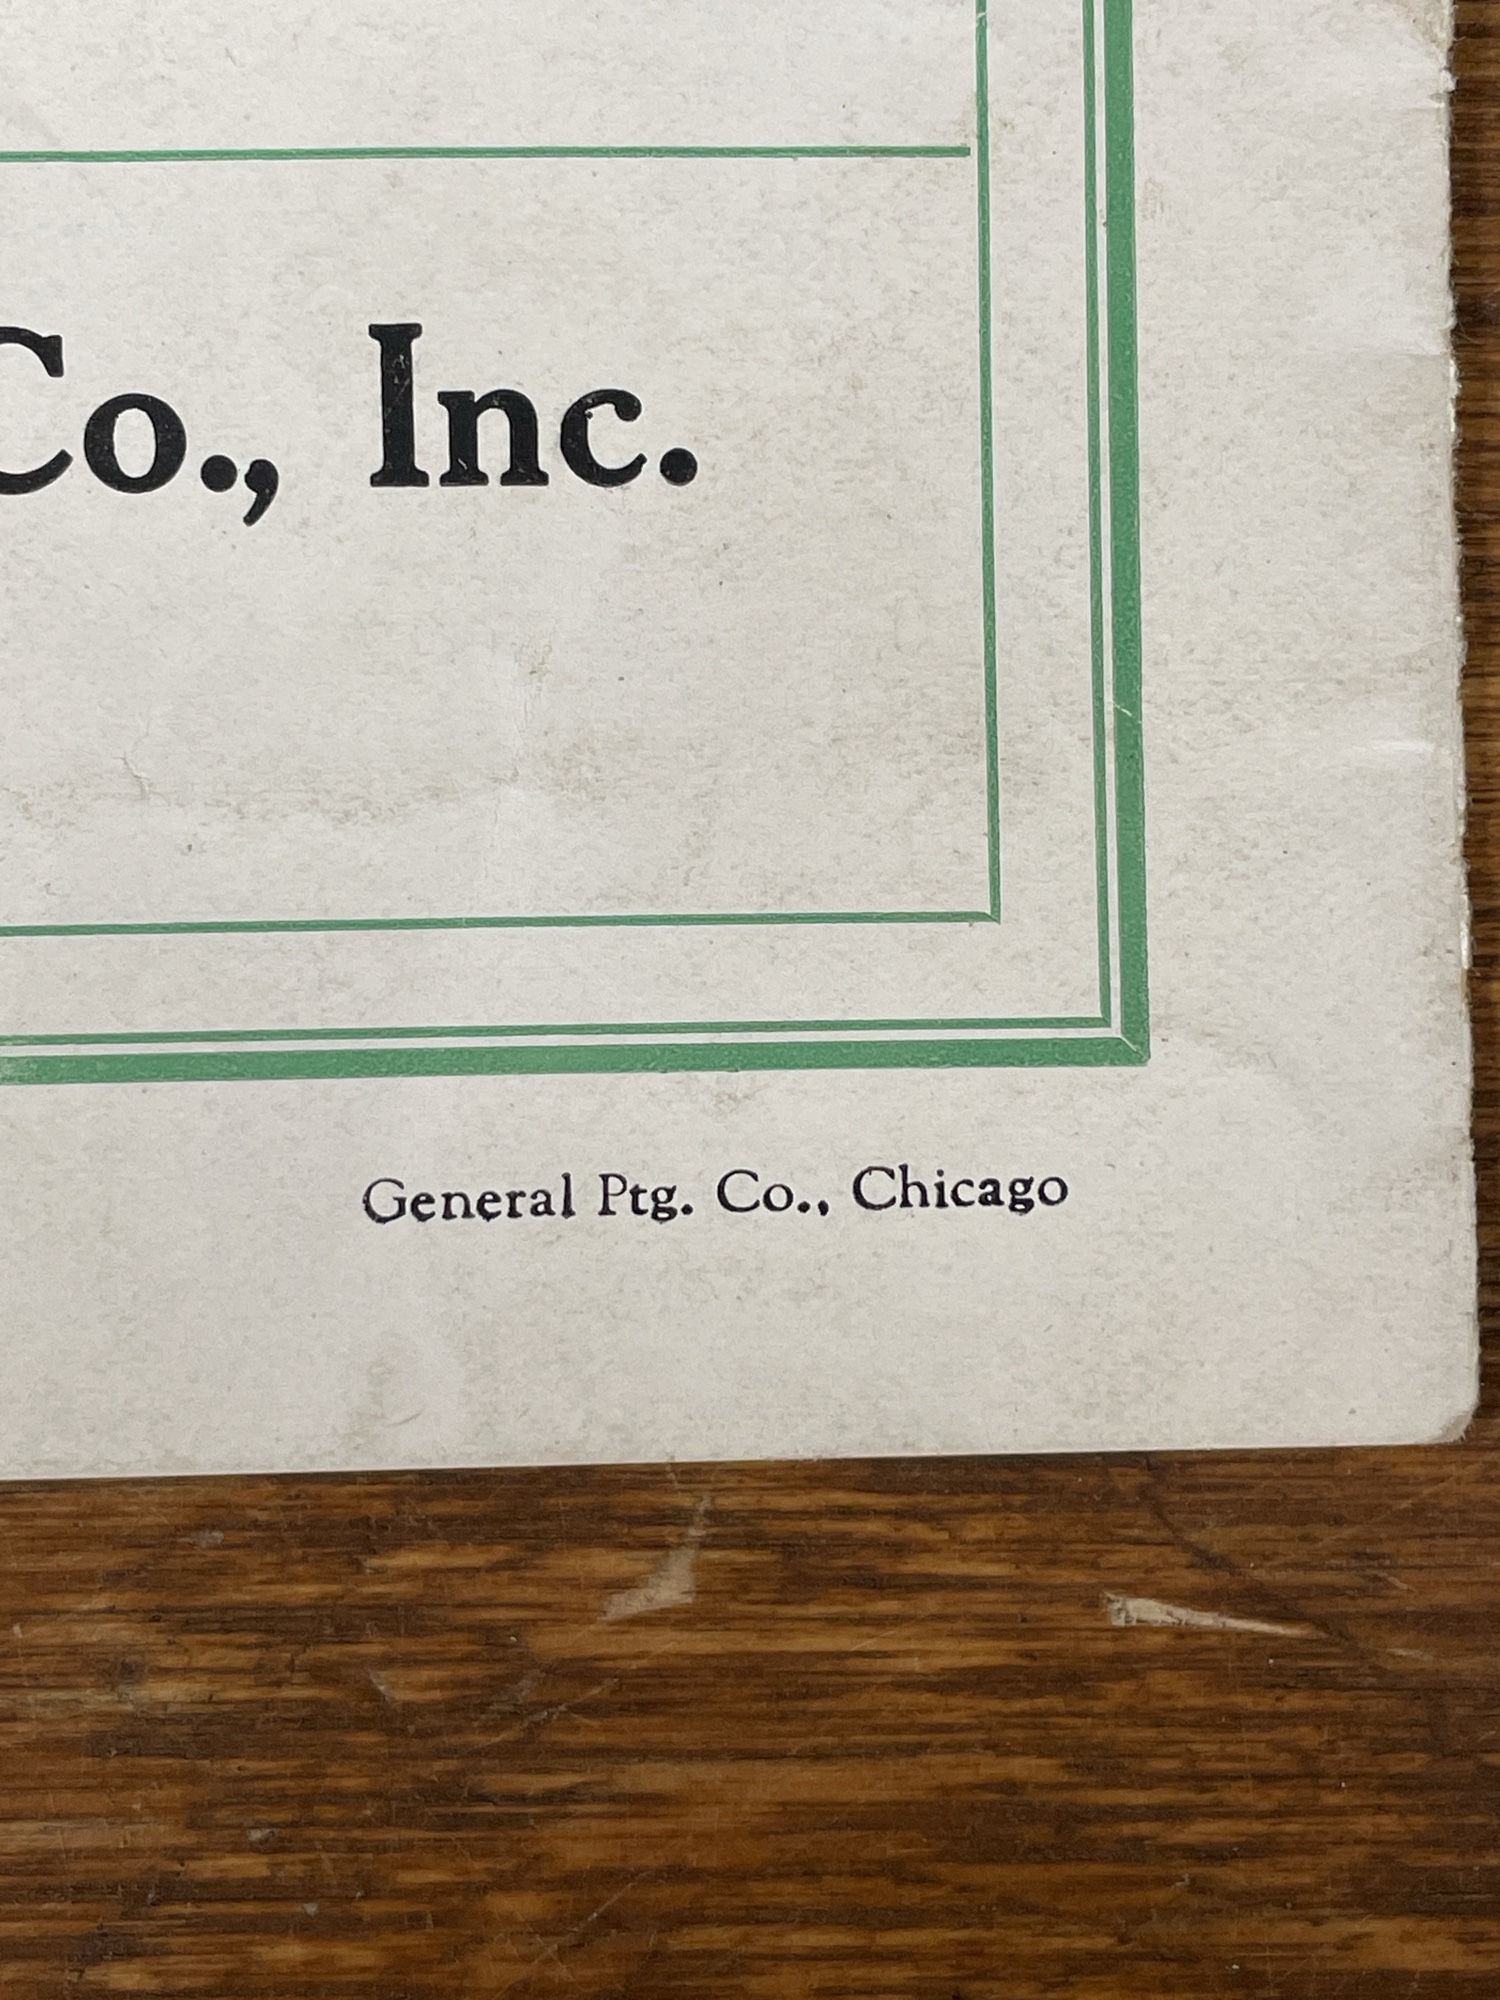 Co., Inc.
General Ptg. Co., Chicago